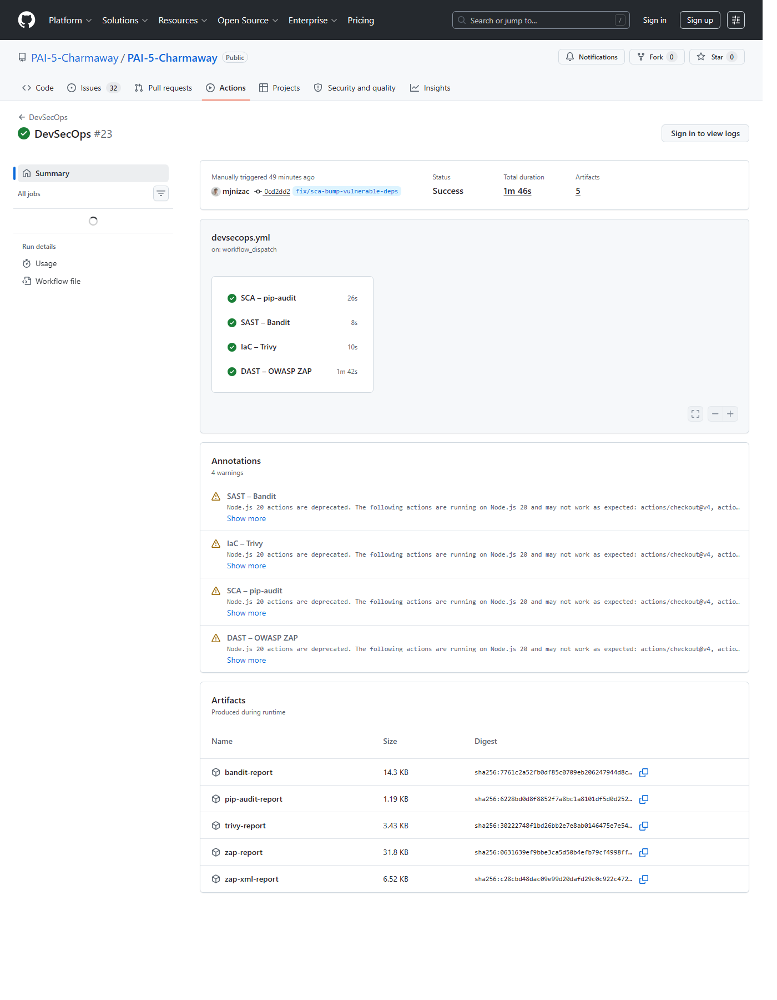 Platform Solutions Resources Open Source Enterprise Pricing Search or jump to... / Sign in Sign up
PAI-5-Charmaway / PAI-5-Charmaway Public Notifications Fork 0 Star 0
Code Issues 32 Pull requests Actions Projects Security and quality Insights
DevSecOps
DevSecOps #23
Sign in to view logs
Summary
All jobs
Run details
Usage
Workflow file
Manually triggered 49 minutes ago Status Total duration Artifacts
mjnizac 0cd2dd2 fix/sca-bump-vulnerable-deps Success 1m 46s 5
devsecops.yml
on: workflow_dispatch
SCA – pip-audit 26s
SAST – Bandit 8s
IaC – Trivy 10s
DAST – OWASP ZAP 1m 42s
Annotations
4 warnings
SAST – Bandit
Node.js 20 actions are deprecated. The following actions are running on Node.js 20 and may not work as expected: actions/checkout@v4, actio…
Show more
IaC – Trivy
Node.js 20 actions are deprecated. The following actions are running on Node.js 20 and may not work as expected: actions/checkout@v4, actio…
Show more
SCA – pip-audit
Node.js 20 actions are deprecated. The following actions are running on Node.js 20 and may not work as expected: actions/checkout@v4, actio…
Show more
DAST – OWASP ZAP
Node.js 20 actions are deprecated. The following actions are running on Node.js 20 and may not work as expected: actions/checkout@v4, actio…
Show more
Artifacts
Produced during runtime
Name Size Digest
bandit-report 14.3 KB sha256:7761c2a52fb0df85c0709eb206247944d8c…
pip-audit-report 1.19 KB sha256:6228bd0d8f8852f7a8bc1a8101df5d0d252…
trivy-report 3.43 KB sha256:30222748f1bd26bb2e7e8ab0146475e7e54…
zap-report 31.8 KB sha256:0631639ef9bbe3ca5d50b4efb79cf4998ff…
zap-xml-report 6.52 KB sha256:c28cbd48dac09e99d20dafd29c0c922c472…